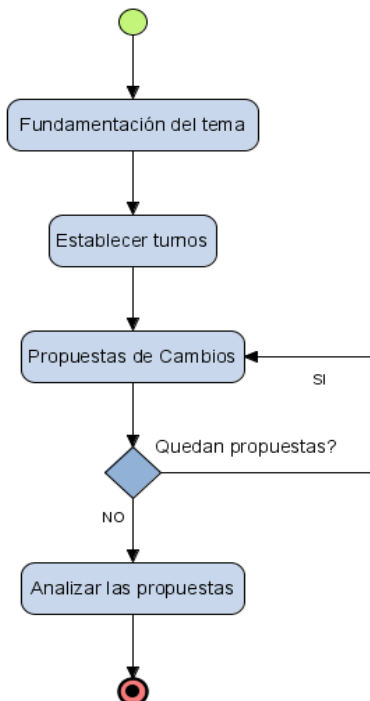 Fundamentación del tema
Establecer turnos
Propuestas de Cambios
SI
Quedan propuestas?
NO
Analizar las propuestas